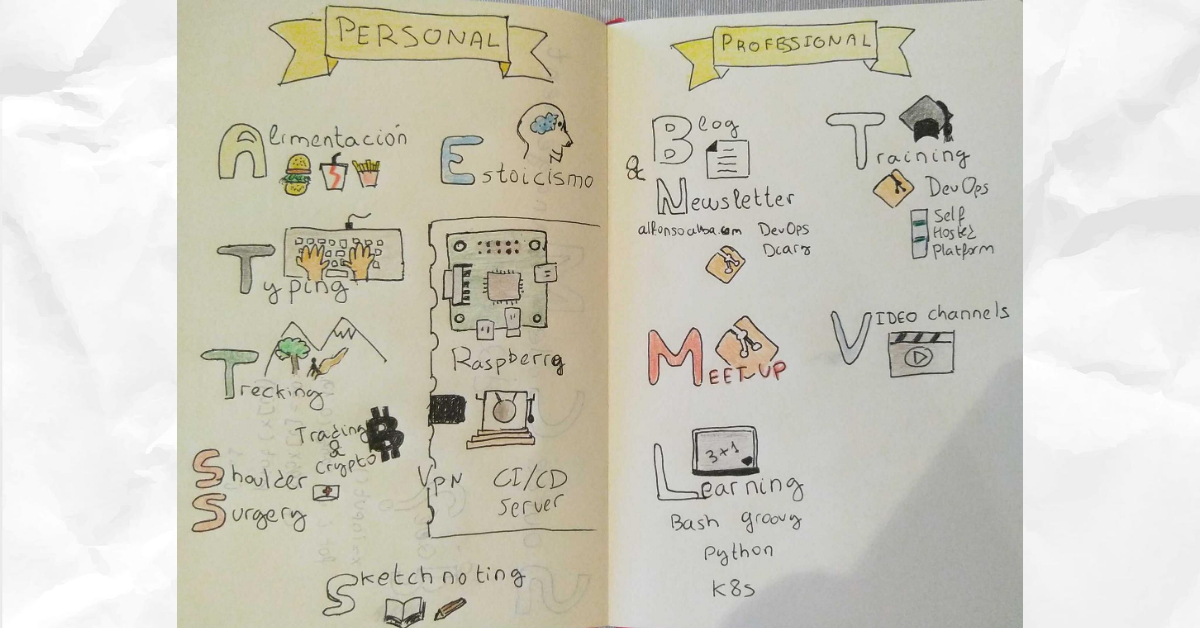 PERSONAL
Alimentación
Estoicismo
Typing
Raspberry
Trecking
Trading
&
crypto
Shoulder
Surgery
VPN
CI/CD
Server
Sketchnoting
PROFESSIONAL
Blog
&
Newsletter
alfonsoalba.com DevOps
Training
DevOps
Self
Hosted
Platform
MEET-UP
VIDEO channels
3+1
Learning
Bash groovy
Python
K8s